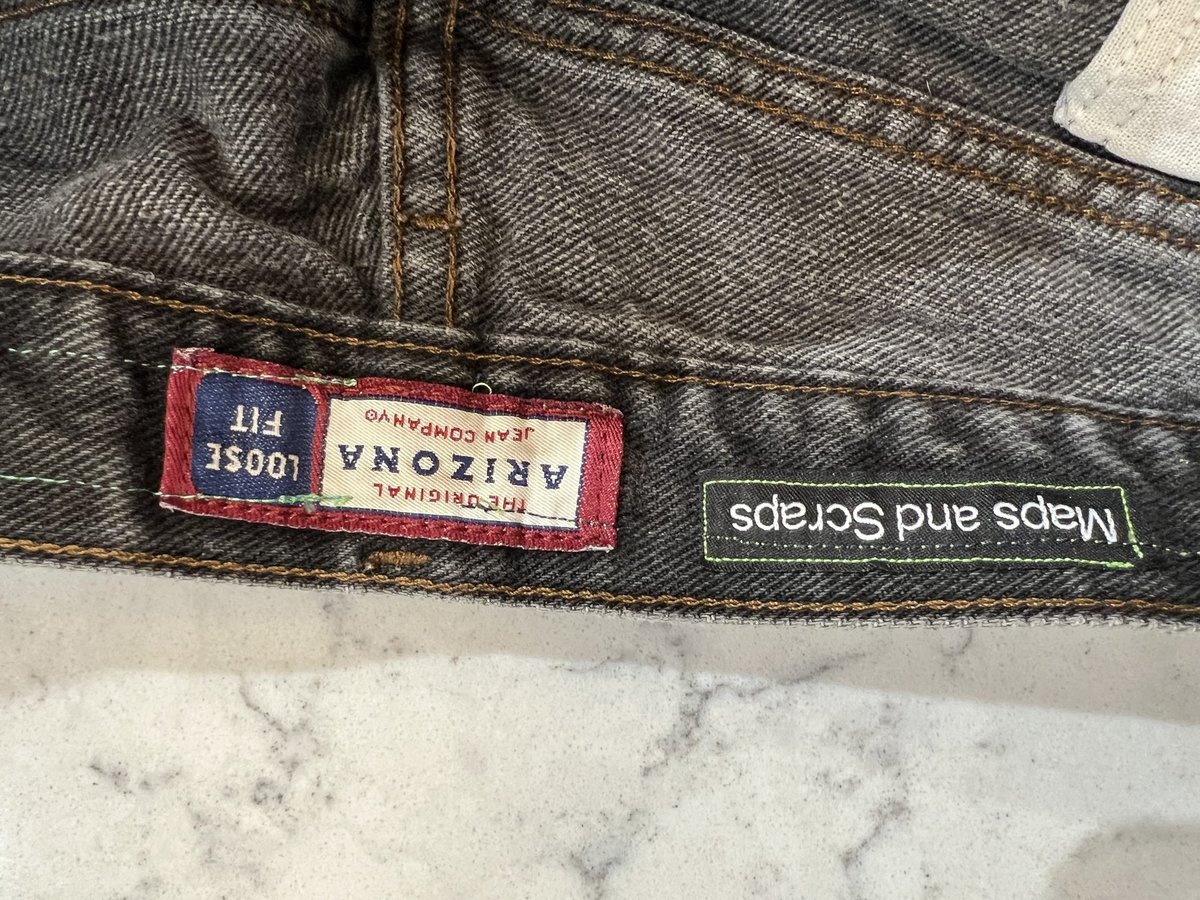 THE ORIGINAL
ARIZONA
JEAN COMPANY©
LOOSE
FIT
Maps and Scraps